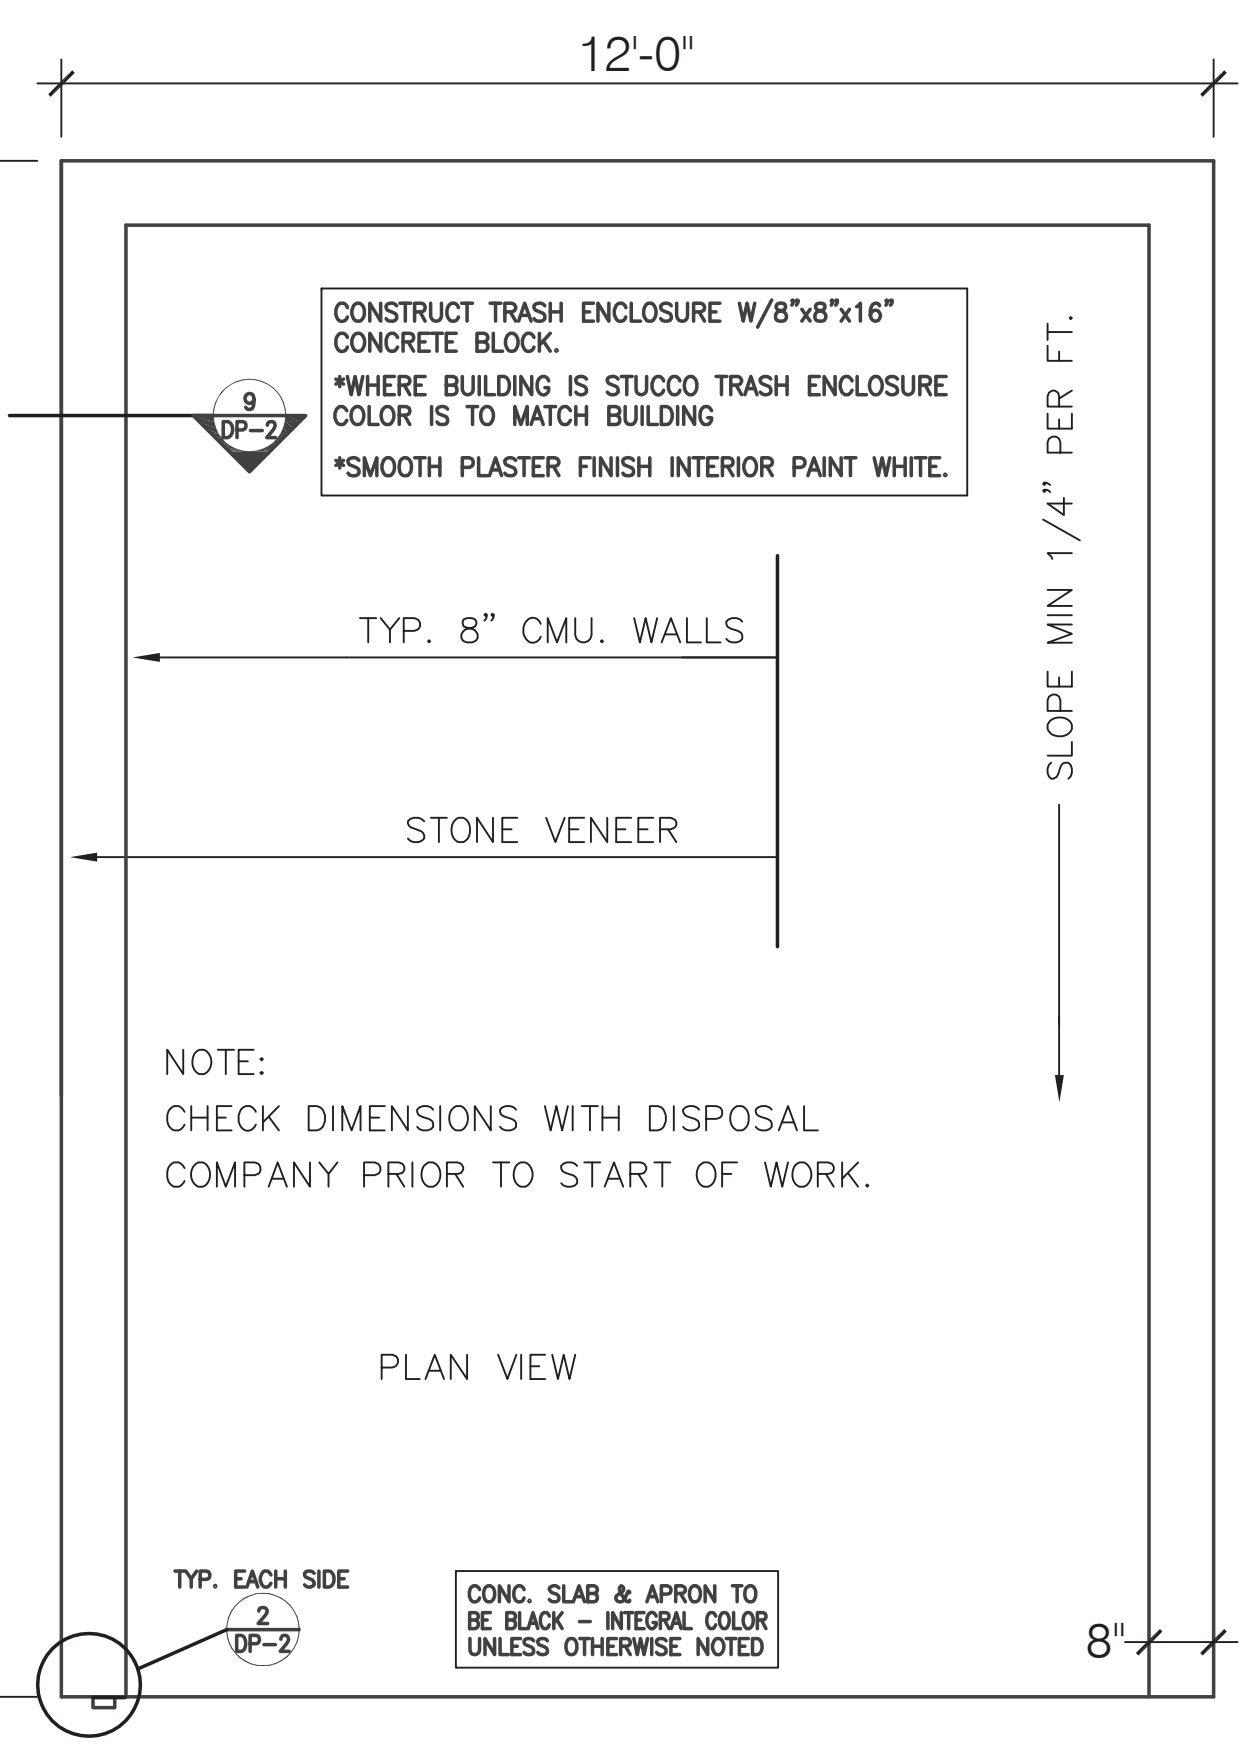 12'-0"
CONSTRUCT TRASH ENCLOSURE W/8”x8”x16”
CONCRETE BLOCK.
*WHERE BUILDING IS STUCCO TRASH ENCLOSURE
COLOR IS TO MATCH BUILDING
*SMOOTH PLASTER FINISH INTERIOR PAINT WHITE.
9
DP-2
SLOPE MIN 1/4” PER FT.
TYP. 8” CMU. WALLS
STONE VENEER
NOTE:
CHECK DIMENSIONS WITH DISPOSAL
COMPANY PRIOR TO START OF WORK.
PLAN VIEW
TYP. EACH SIDE
2
DP-2
CONC. SLAB & APRON TO
BE BLACK - INTEGRAL COLOR
UNLESS OTHERWISE NOTED
8"